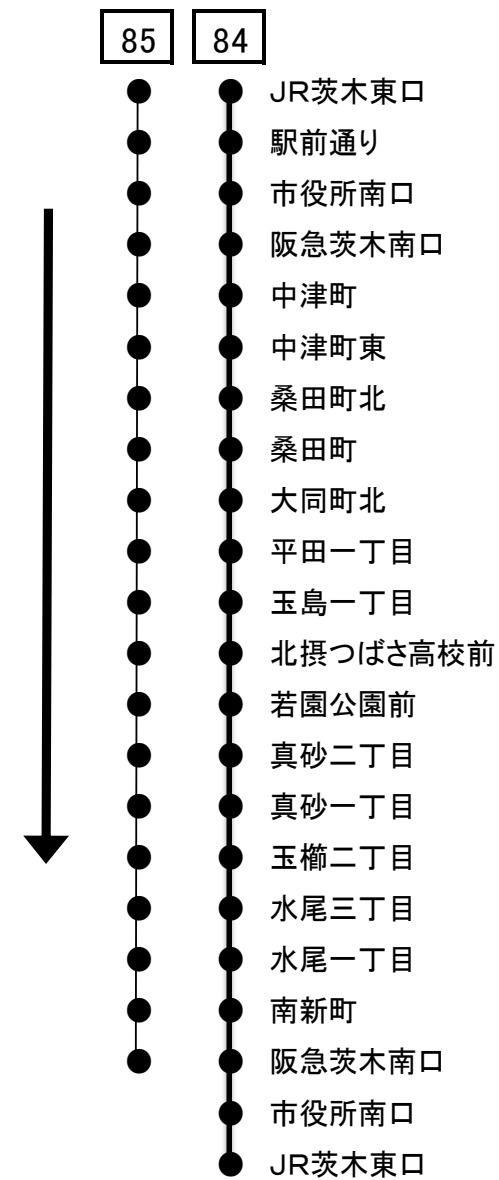 85 84
JR茨木東口
駅前通り
市役所南口
阪急茨木南口
中津町
中津町東
桑田町北
桑田町
大同町北
平田一丁目
玉島一丁目
北摂つばさ高校前
若園公園前
真砂二丁目
真砂一丁目
玉櫛二丁目
水尾三丁目
水尾一丁目
南新町
阪急茨木南口
市役所南口
JR茨木東口